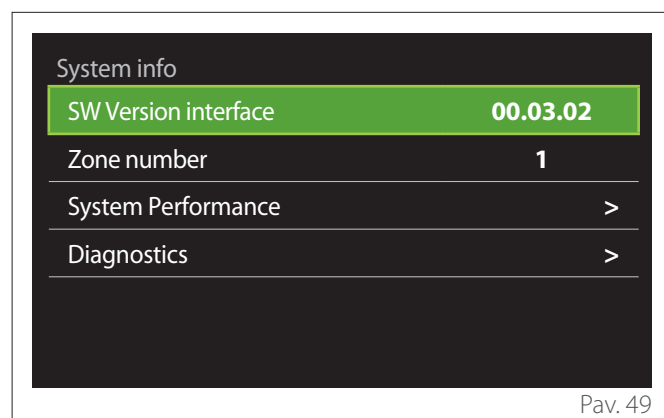 System info
SW Version interface 00.03.02
Zone number 1
System Performance >
Diagnostics >
Pav. 49